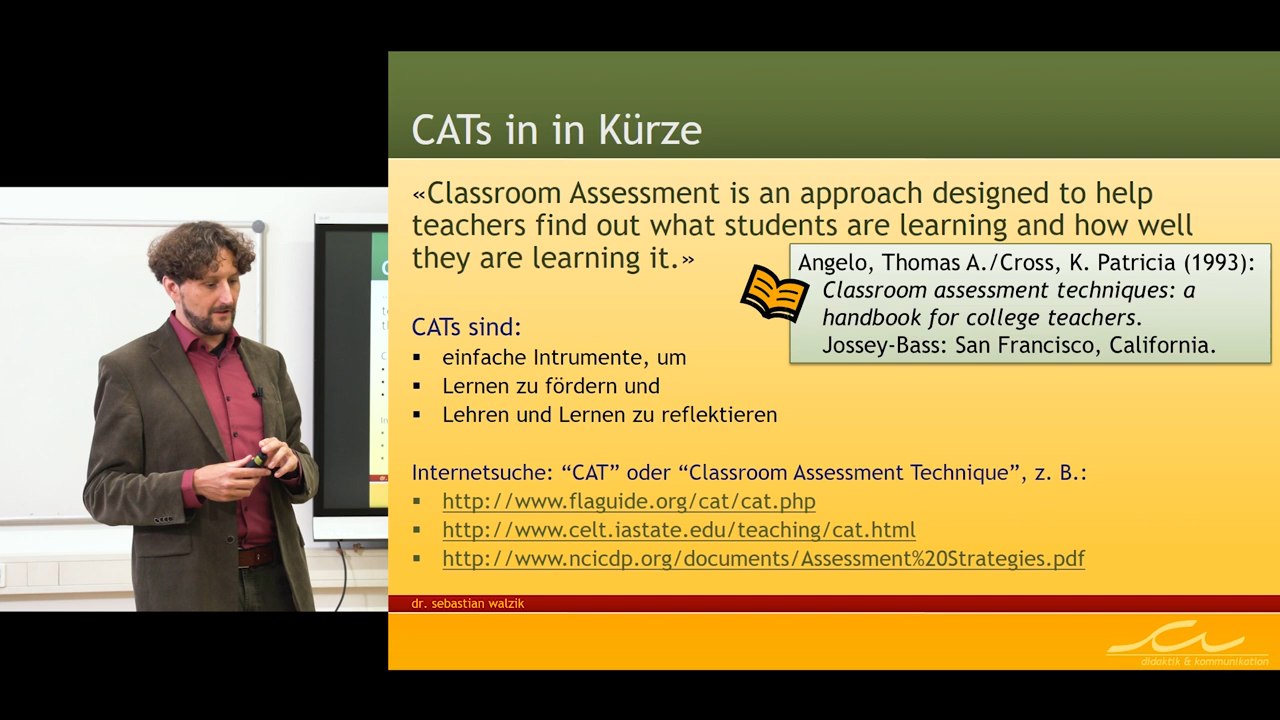 CATs in in Kürze
«Classroom Assessment is an approach designed to help
teachers find out what students are learning and how well
they are learning it.»
Angelo, Thomas A./Cross, K. Patricia (1993):
Classroom assessment techniques: a
handbook for college teachers.
Jossey-Bass: San Francisco, California.
CATs sind:
▪ einfache Intrumente, um
▪ Lernen zu fördern und
▪ Lehren und Lernen zu reflektieren
Internetsuche: “CAT” oder “Classroom Assessment Technique”, z. B.:
▪ http://www.flaguide.org/cat/cat.php
▪ http://www.celt.iastate.edu/teaching/cat.html
▪ http://www.ncicdp.org/documents/Assessment%20Strategies.pdf
dr. sebastian walzik
didaktik & kommunikation